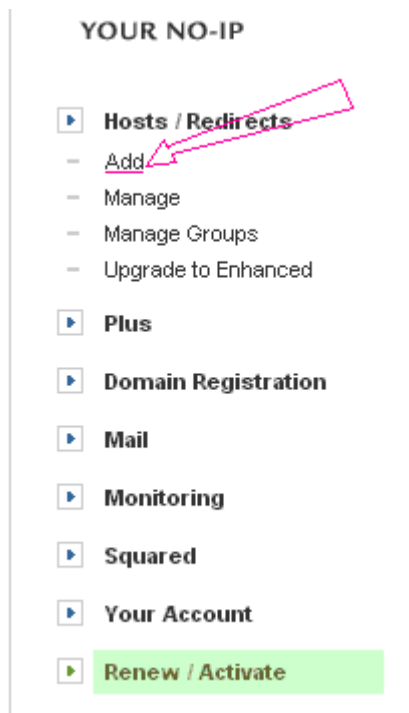 YOUR NO-IP
Hosts / Redirects
Add
Manage
Manage Groups
Upgrade to Enhanced
Plus
Domain Registration
Mail
Monitoring
Squared
Your Account
Renew / Activate